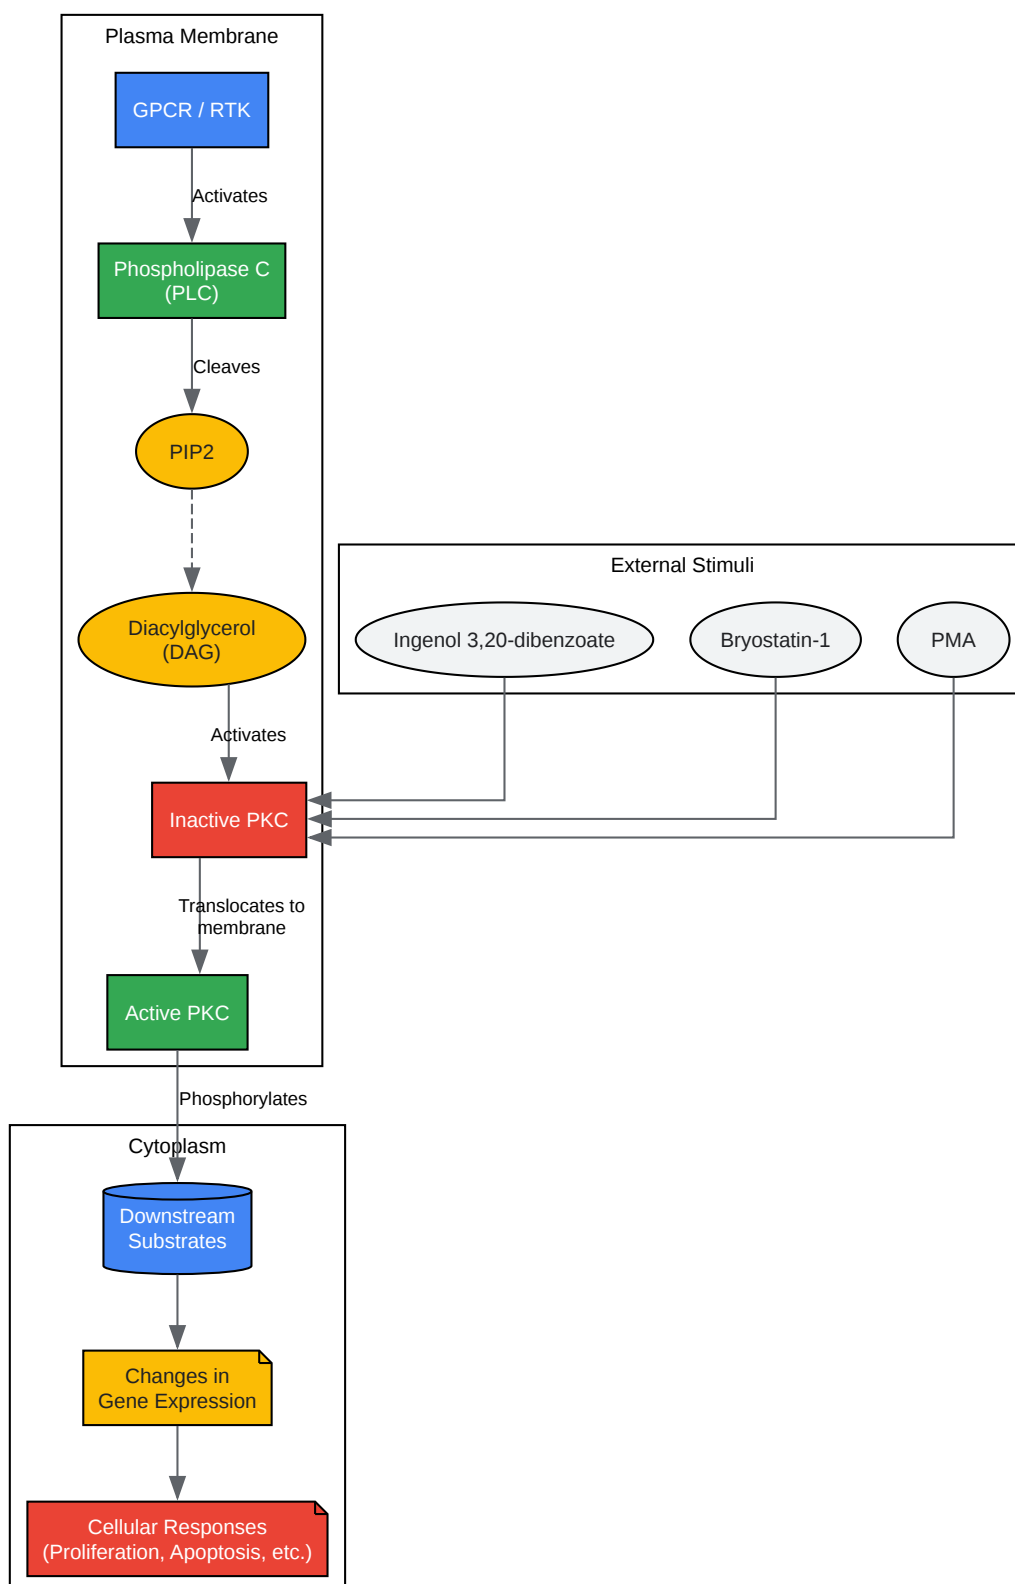 Plasma Membrane
GPCR / RTK
Activates
Phospholipase C
(PLC)
Cleaves
PIP2
External Stimuli
Diacylglycerol
(DAG)
Ingenol 3,20-dibenzoate
Bryostatin-1
PMA
Activates
Inactive PKC
Translocates to
membrane
Active PKC
Phosphorylates
Cytoplasm
Downstream
Substrates
Changes in
Gene Expression
Cellular Responses
(Proliferation, Apoptosis, etc.)